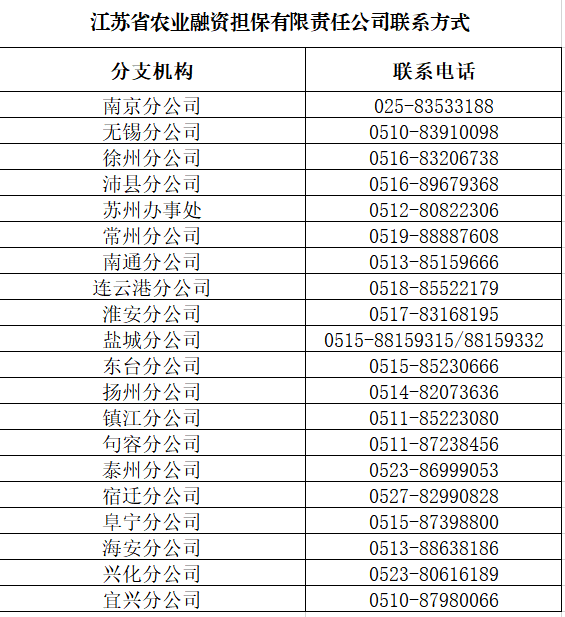 江苏省农业融资担保有限责任公司联系方式
分支机构 联系电话
南京分公司 025-83533188
无锡分公司 0510-83910098
徐州分公司 0516-83206738
沛县分公司 0516-89679368
苏州办事处 0512-80822306
常州分公司 0519-88887608
南通分公司 0513-85159666
连云港分公司 0518-85522179
淮安分公司 0517-83168195
盐城分公司 0515-88159315/88159332
东台分公司 0515-85230666
扬州分公司 0514-82073636
镇江分公司 0511-85223080
句容分公司 0511-87238456
泰州分公司 0523-86999053
宿迁分公司 0527-82990828
阜宁分公司 0515-87398800
海安分公司 0513-88638186
兴化分公司 0523-80616189
宜兴分公司 0510-87980066